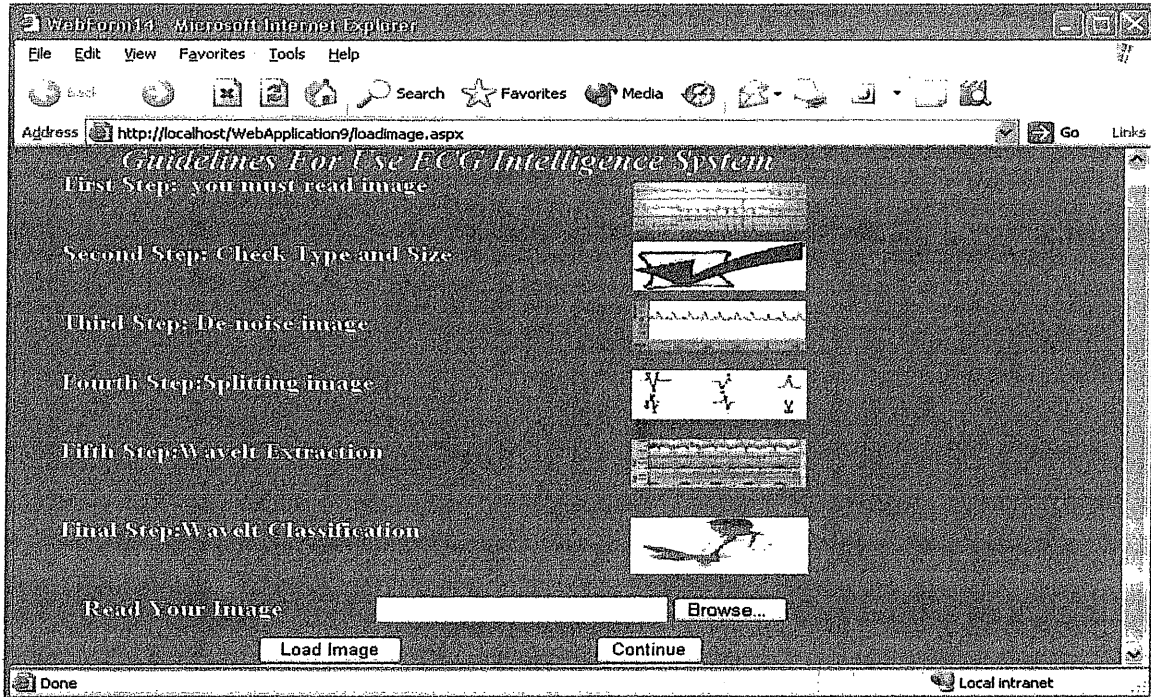 WebForm14 Microsoft Internet Explorer
File Edit View Favorites Tools Help
Back Search Favorites Media
Address http://localhost/WebApplication9/loadimage.aspx Go Links
Guidelines For Use ECG Intelligence System
First Step: you must read image
Second Step: Check Type and Size
Third Step: De-noise image
Fourth Step:Splitting image
Fifth Step:Wavelt Extraction
Final Step:Wavelt Classification
Read Your Image Browse...
Load Image Continue
Done Local intranet